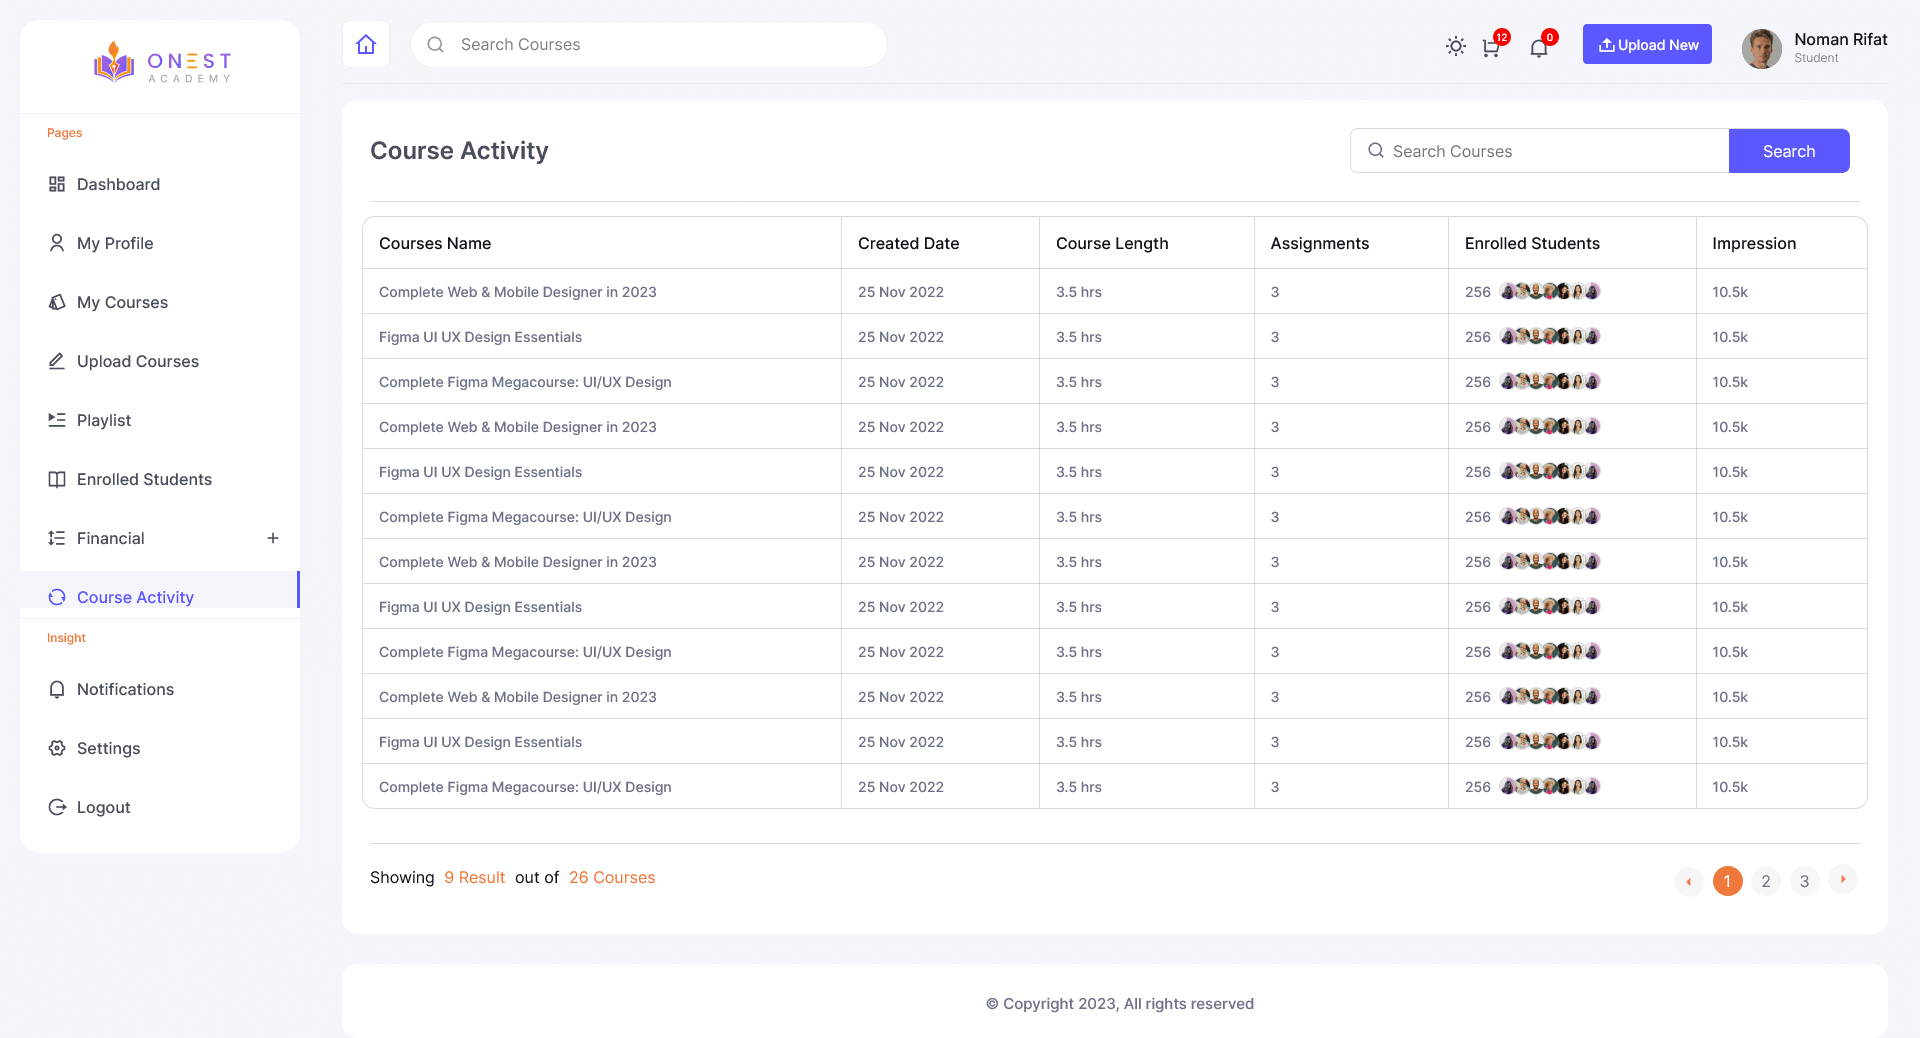 ONEST
ACADEMY
Pages
Dashboard
My Profile
My Courses
Upload Courses
Playlist
Enrolled Students
Financial +
Course Activity
Insight
Notifications
Settings
Logout
Search Courses
12
0
Upload New
Noman Rifat
Student
Course Activity
Search Courses
Search
Courses Name Created Date Course Length Assignments Enrolled Students Impression
Complete Web & Mobile Designer in 2023 25 Nov 2022 3.5 hrs 3 256 10.5k
Figma UI UX Design Essentials 25 Nov 2022 3.5 hrs 3 256 10.5k
Complete Figma Megacourse: UI/UX Design 25 Nov 2022 3.5 hrs 3 256 10.5k
Complete Web & Mobile Designer in 2023 25 Nov 2022 3.5 hrs 3 256 10.5k
Figma UI UX Design Essentials 25 Nov 2022 3.5 hrs 3 256 10.5k
Complete Figma Megacourse: UI/UX Design 25 Nov 2022 3.5 hrs 3 256 10.5k
Complete Web & Mobile Designer in 2023 25 Nov 2022 3.5 hrs 3 256 10.5k
Figma UI UX Design Essentials 25 Nov 2022 3.5 hrs 3 256 10.5k
Complete Figma Megacourse: UI/UX Design 25 Nov 2022 3.5 hrs 3 256 10.5k
Complete Web & Mobile Designer in 2023 25 Nov 2022 3.5 hrs 3 256 10.5k
Figma UI UX Design Essentials 25 Nov 2022 3.5 hrs 3 256 10.5k
Complete Figma Megacourse: UI/UX Design 25 Nov 2022 3.5 hrs 3 256 10.5k
Showing 9 Result out of 26 Courses
1 2 3
© Copyright 2023, All rights reserved